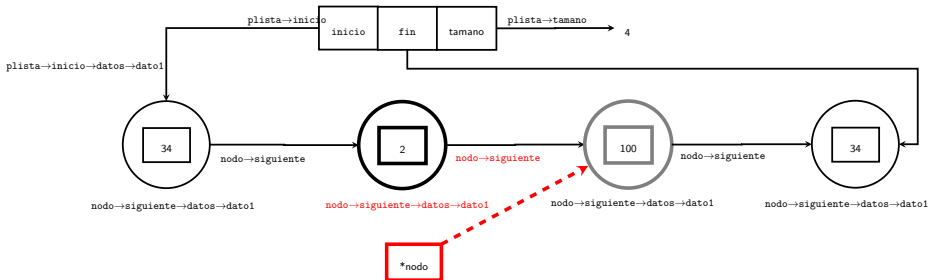 plista→inicio
plista→tamano
inicio
fin
tamano
4
plista→inicio→datos→dato1
34
2
100
34
nodo→siguiente
nodo→siguiente
nodo→siguiente
nodo→siguiente→datos→dato1
nodo→siguiente→datos→dato1
nodo→siguiente→datos→dato1
nodo→siguiente→datos→dato1
*nodo